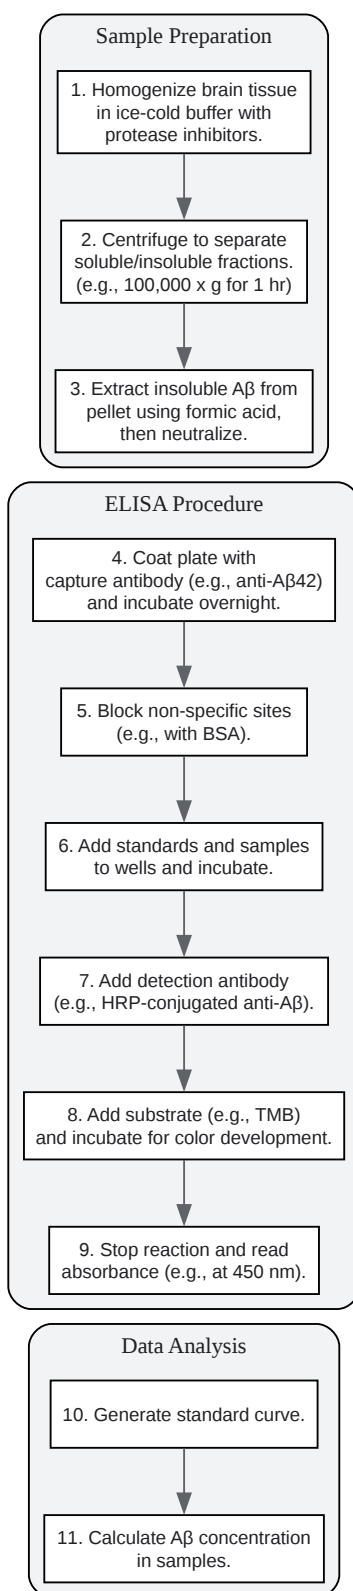 Sample Preparation
1. Homogenize brain tissue
in ice-cold buffer with
protease inhibitors.
2. Centrifuge to separate
soluble/insoluble fractions.
(e.g., 100,000 x g for 1 hr)
3. Extract insoluble Aβ from
pellet using formic acid,
then neutralize.
ELISA Procedure
4. Coat plate with
capture antibody (e.g., anti-Aβ42)
and incubate overnight.
5. Block non-specific sites
(e.g., with BSA).
6. Add standards and samples
to wells and incubate.
7. Add detection antibody
(e.g., HRP-conjugated anti-Aβ).
8. Add substrate (e.g., TMB)
and incubate for color development.
9. Stop reaction and read
absorbance (e.g., at 450 nm).
Data Analysis
10. Generate standard curve.
11. Calculate Aβ concentration
in samples.